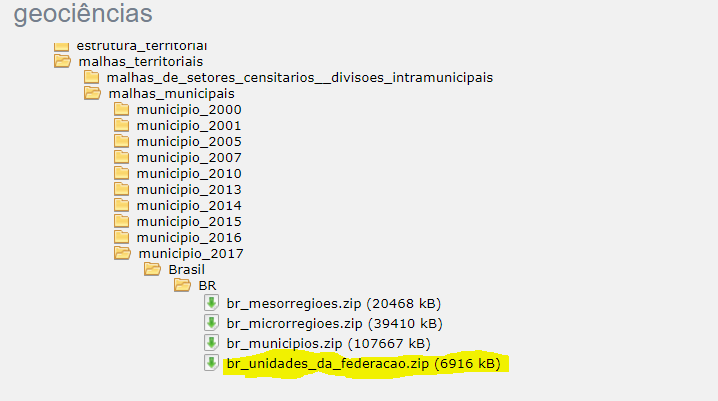 geociências
estrutura_territorial
malhas_territoriais
malhas_de_setores_censitarios__divisoes_intramunicipais
malhas_municipais
municipio_2000
municipio_2001
municipio_2005
municipio_2007
municipio_2010
municipio_2013
municipio_2014
municipio_2015
municipio_2016
municipio_2017
Brasil
BR
br_mesorregioes.zip (20468 kB)
br_microrregioes.zip (39410 kB)
br_municipios.zip (107667 kB)
br_unidades_da_federacao.zip (6916 kB)